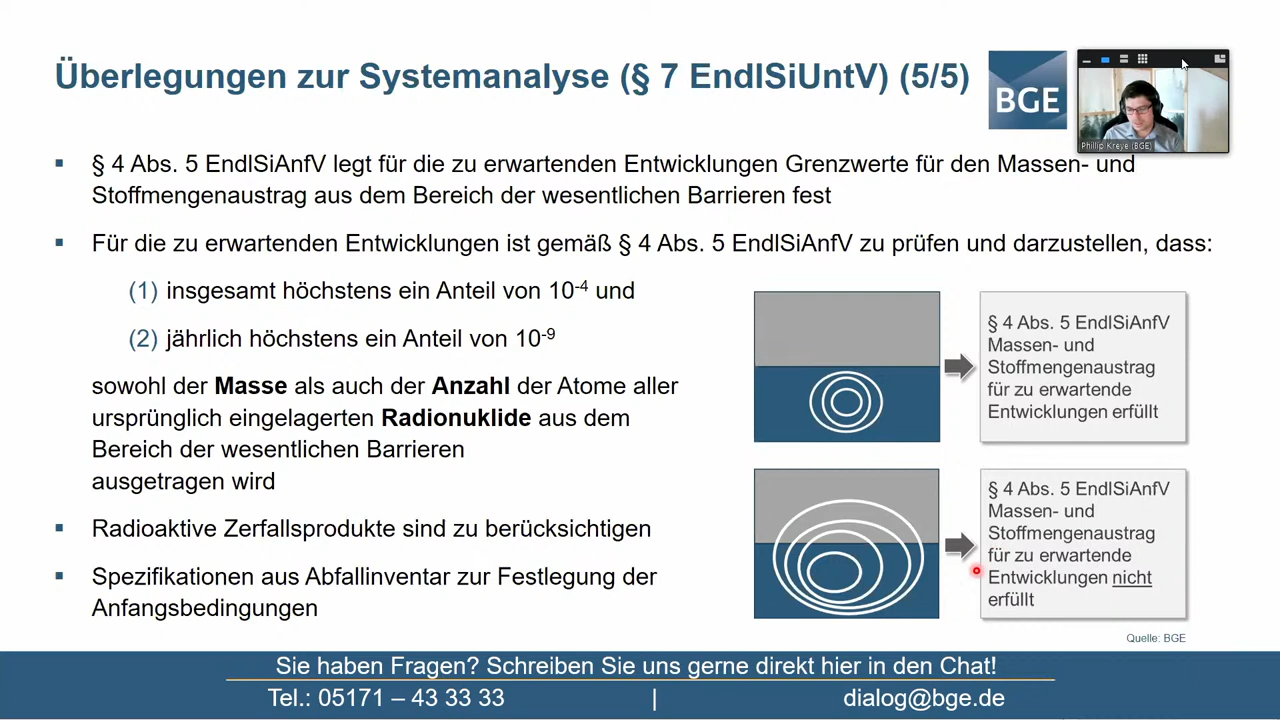 Überlegungen zur Systemanalyse (§ 7 EndlSiUntV) (5/5)
BGE
Phillip Kreye (BGE)
§ 4 Abs. 5 EndlSiAnfV legt für die zu erwartenden Entwicklungen Grenzwerte für den Massen- und
Stoffmengenaustrag aus dem Bereich der wesentlichen Barrieren fest
Für die zu erwartenden Entwicklungen ist gemäß § 4 Abs. 5 EndlSiAnfV zu prüfen und darzustellen, dass:
(1) insgesamt höchstens ein Anteil von 10⁻⁴ und
(2) jährlich höchstens ein Anteil von 10⁻⁹
sowohl der Masse als auch der Anzahl der Atome aller
ursprünglich eingelagerten Radionuklide aus dem
Bereich der wesentlichen Barrieren
ausgetragen wird
Radioaktive Zerfallsprodukte sind zu berücksichtigen
Spezifikationen aus Abfallinventar zur Festlegung der
Anfangsbedingungen
§ 4 Abs. 5 EndlSiAnfV
Massen- und
Stoffmengenaustrag
für zu erwartende
Entwicklungen erfüllt
§ 4 Abs. 5 EndlSiAnfV
Massen- und
Stoffmengenaustrag
für zu erwartende
Entwicklungen nicht
erfüllt
Quelle: BGE
Sie haben Fragen? Schreiben Sie uns gerne direkt hier in den Chat!
Tel.: 05171 – 43 33 33 | dialog@bge.de